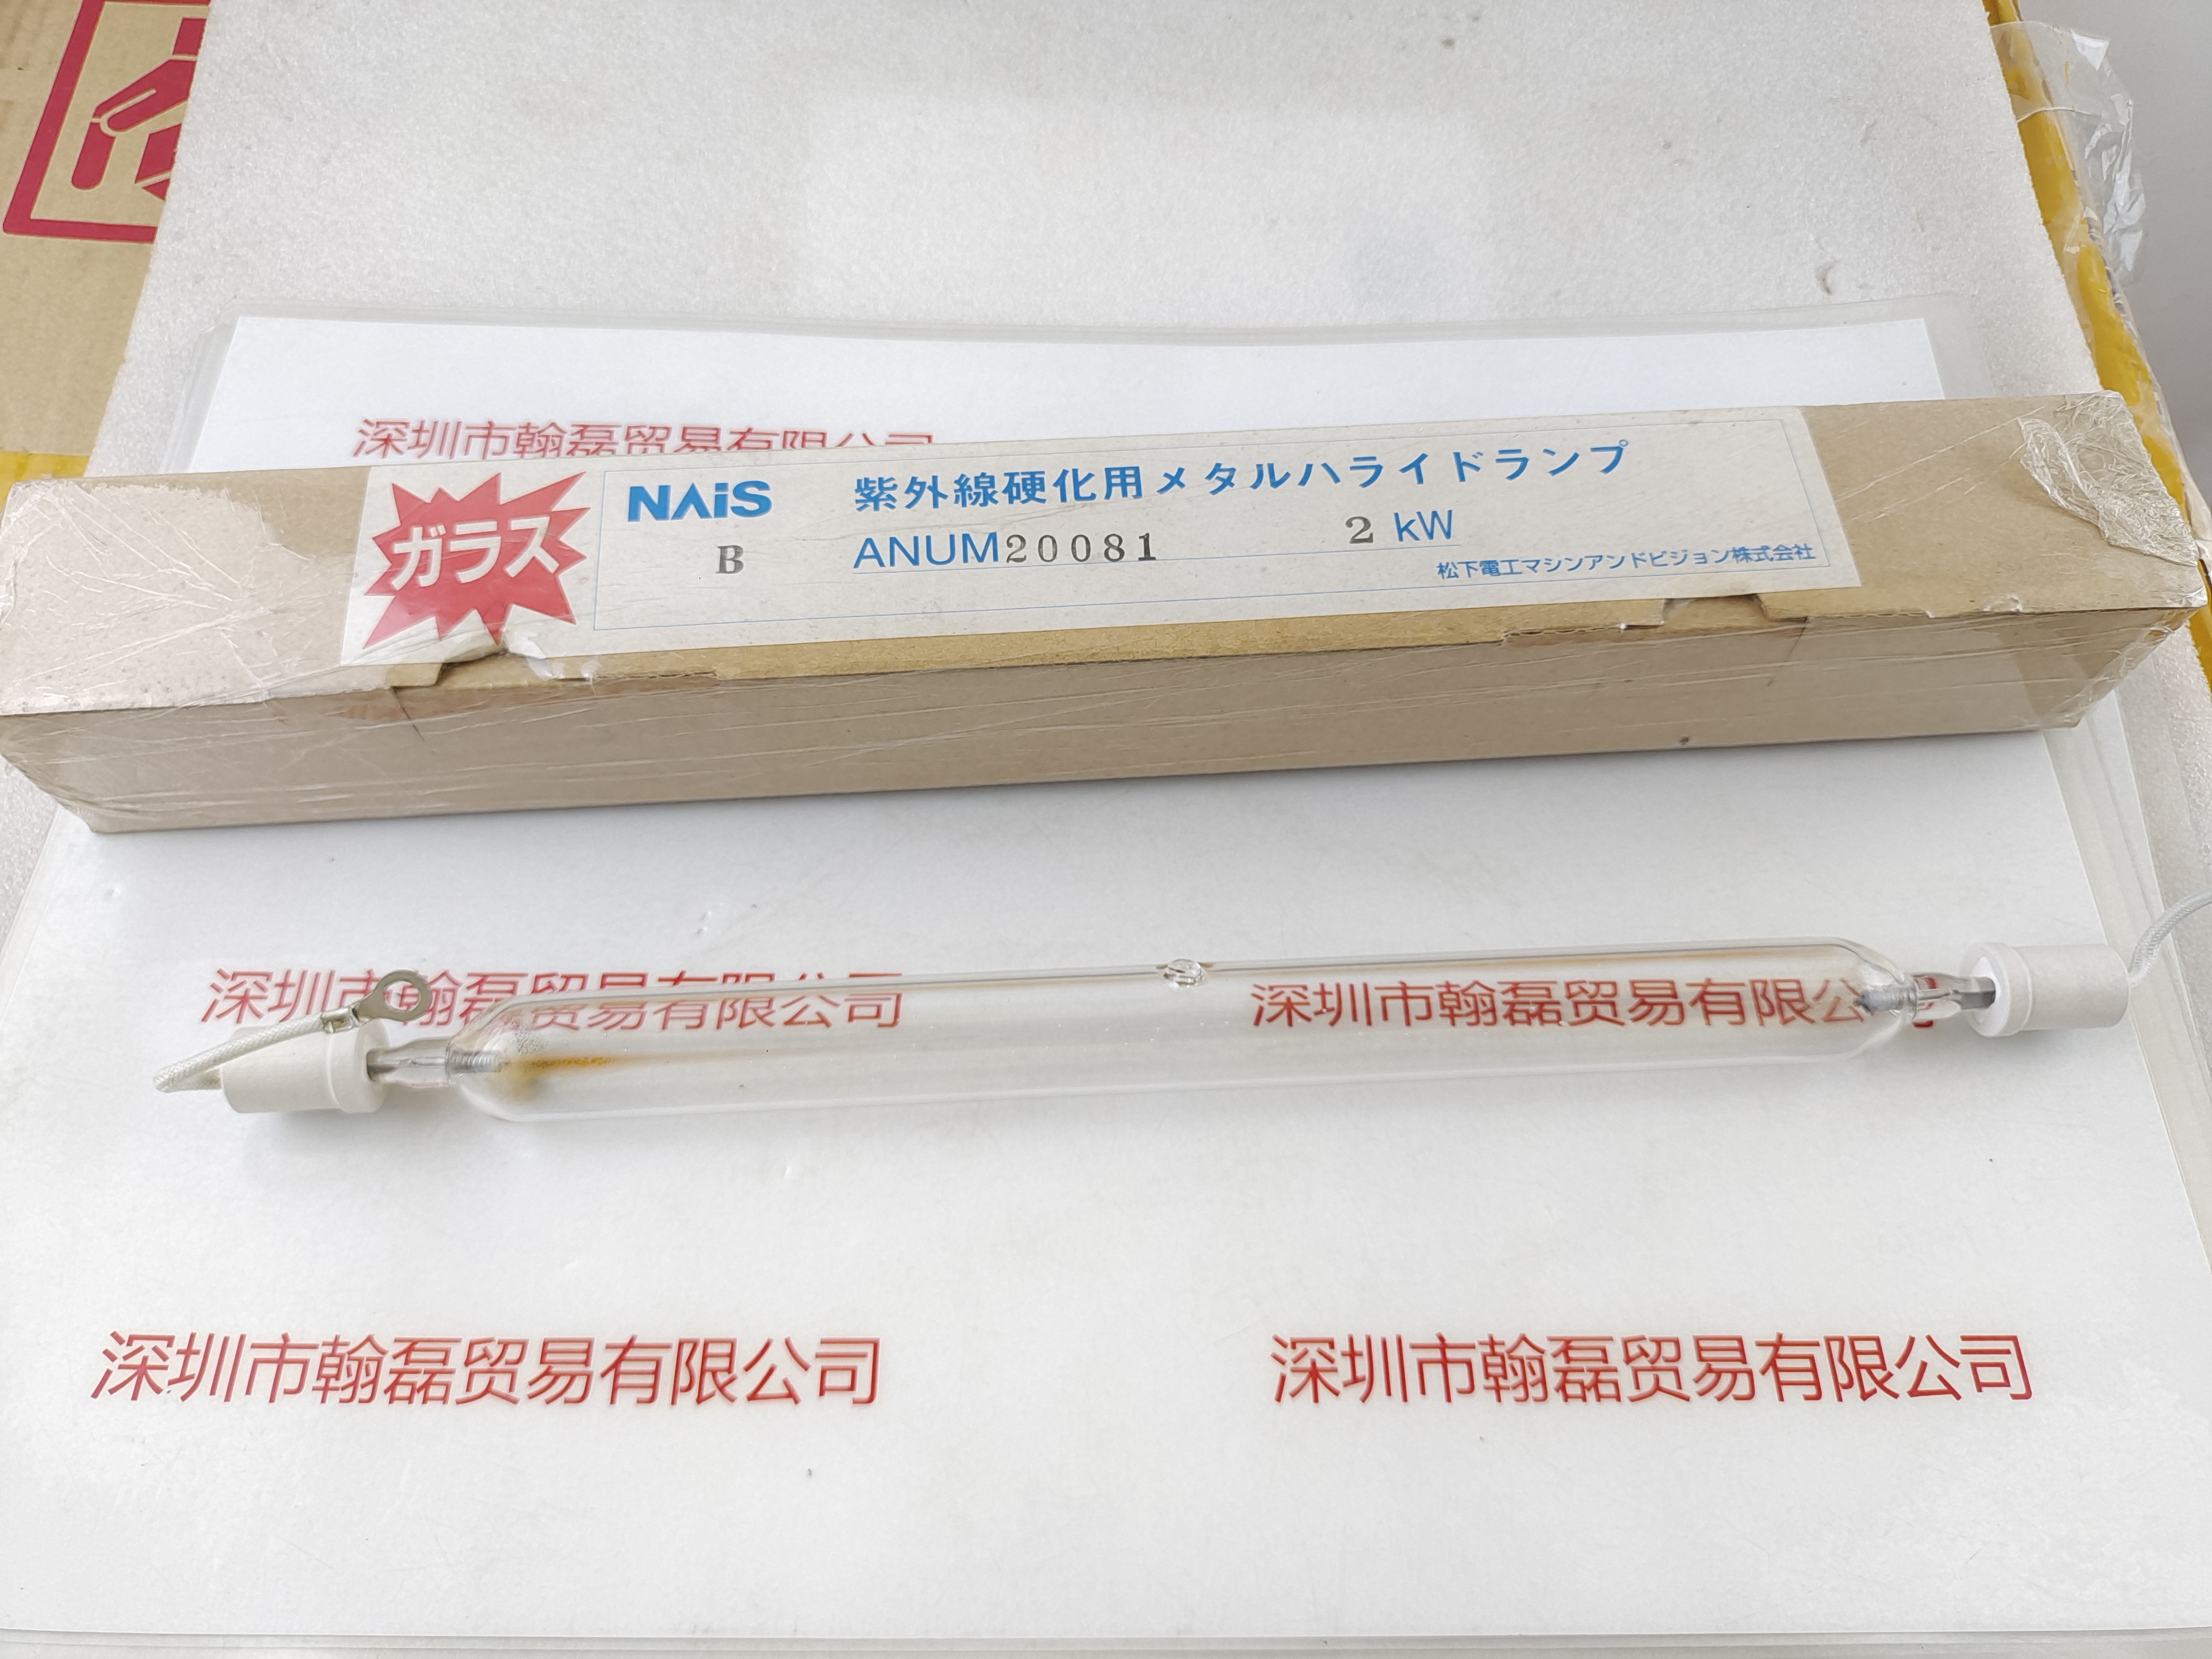 深圳市翰磊贸易有限公司
ガラス
NAiS
紫外線硬化用メタルハライドランプ
B
ANUM20081
2 kW
松下電工マシンアンドビジョン株式会社
深圳市翰磊贸易有限公司
深圳市翰磊贸易有限公司
深圳市翰磊贸易有限公司
深圳市翰磊贸易有限公司